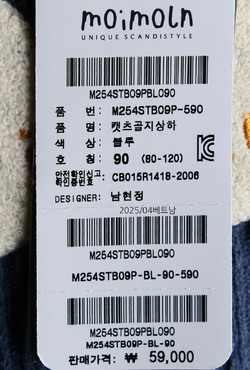 moimoln
UNIQUE SCANDISTYLE
M254STB09PBL090
품 번: M254STB09P-590
품 명: 캣츠골지상하
색 상: 블루
호 칭: 90 (80-120)
안전확인신고
확인증번호: CB015R1418-2006
DESIGNER: 남현정
2025/04베트남
M254STB09PBL090
M254STB09P-BL-90-590
M254STB09PBL090
M254STB09P-BL-90
판매가격: ₩ 59,000